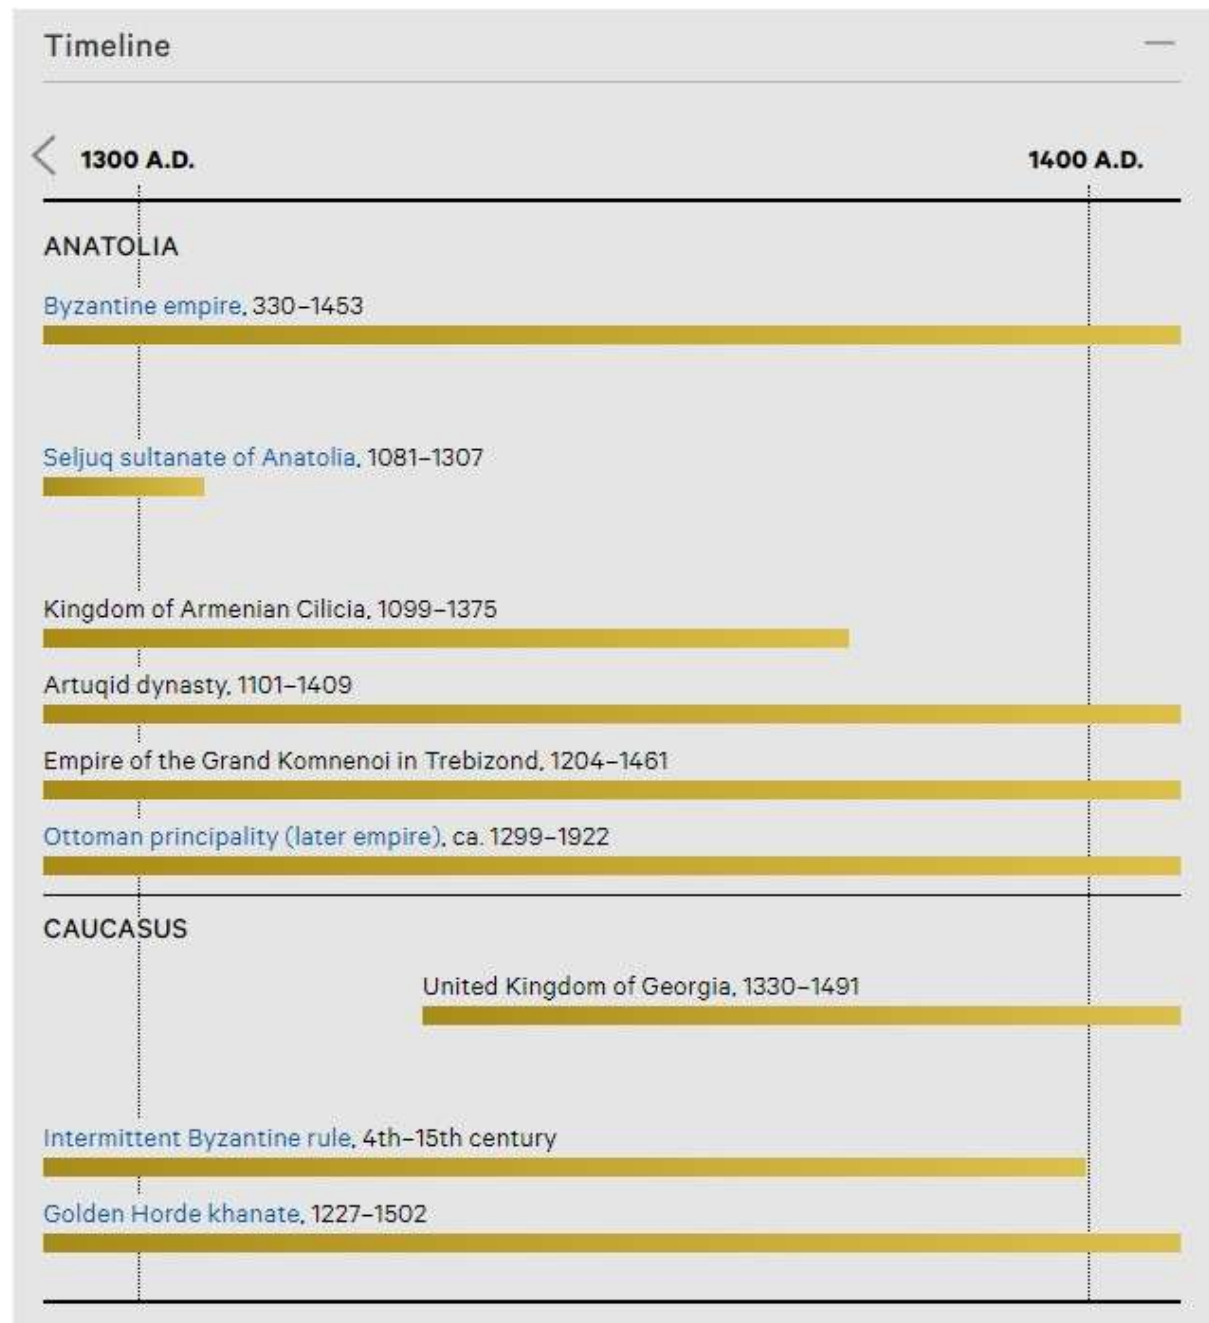 Timeline
1300 A.D. 1400 A.D.
ANATOLIA
Byzantine empire, 330–1453
Seljuq sultanate of Anatolia, 1081–1307
Kingdom of Armenian Cilicia, 1099–1375
Artuqid dynasty, 1101–1409
Empire of the Grand Komnenoi in Trebizond, 1204–1461
Ottoman principality (later empire), ca. 1299–1922
CAUCASUS
United Kingdom of Georgia, 1330–1491
Intermittent Byzantine rule, 4th–15th century
Golden Horde khanate, 1227–1502